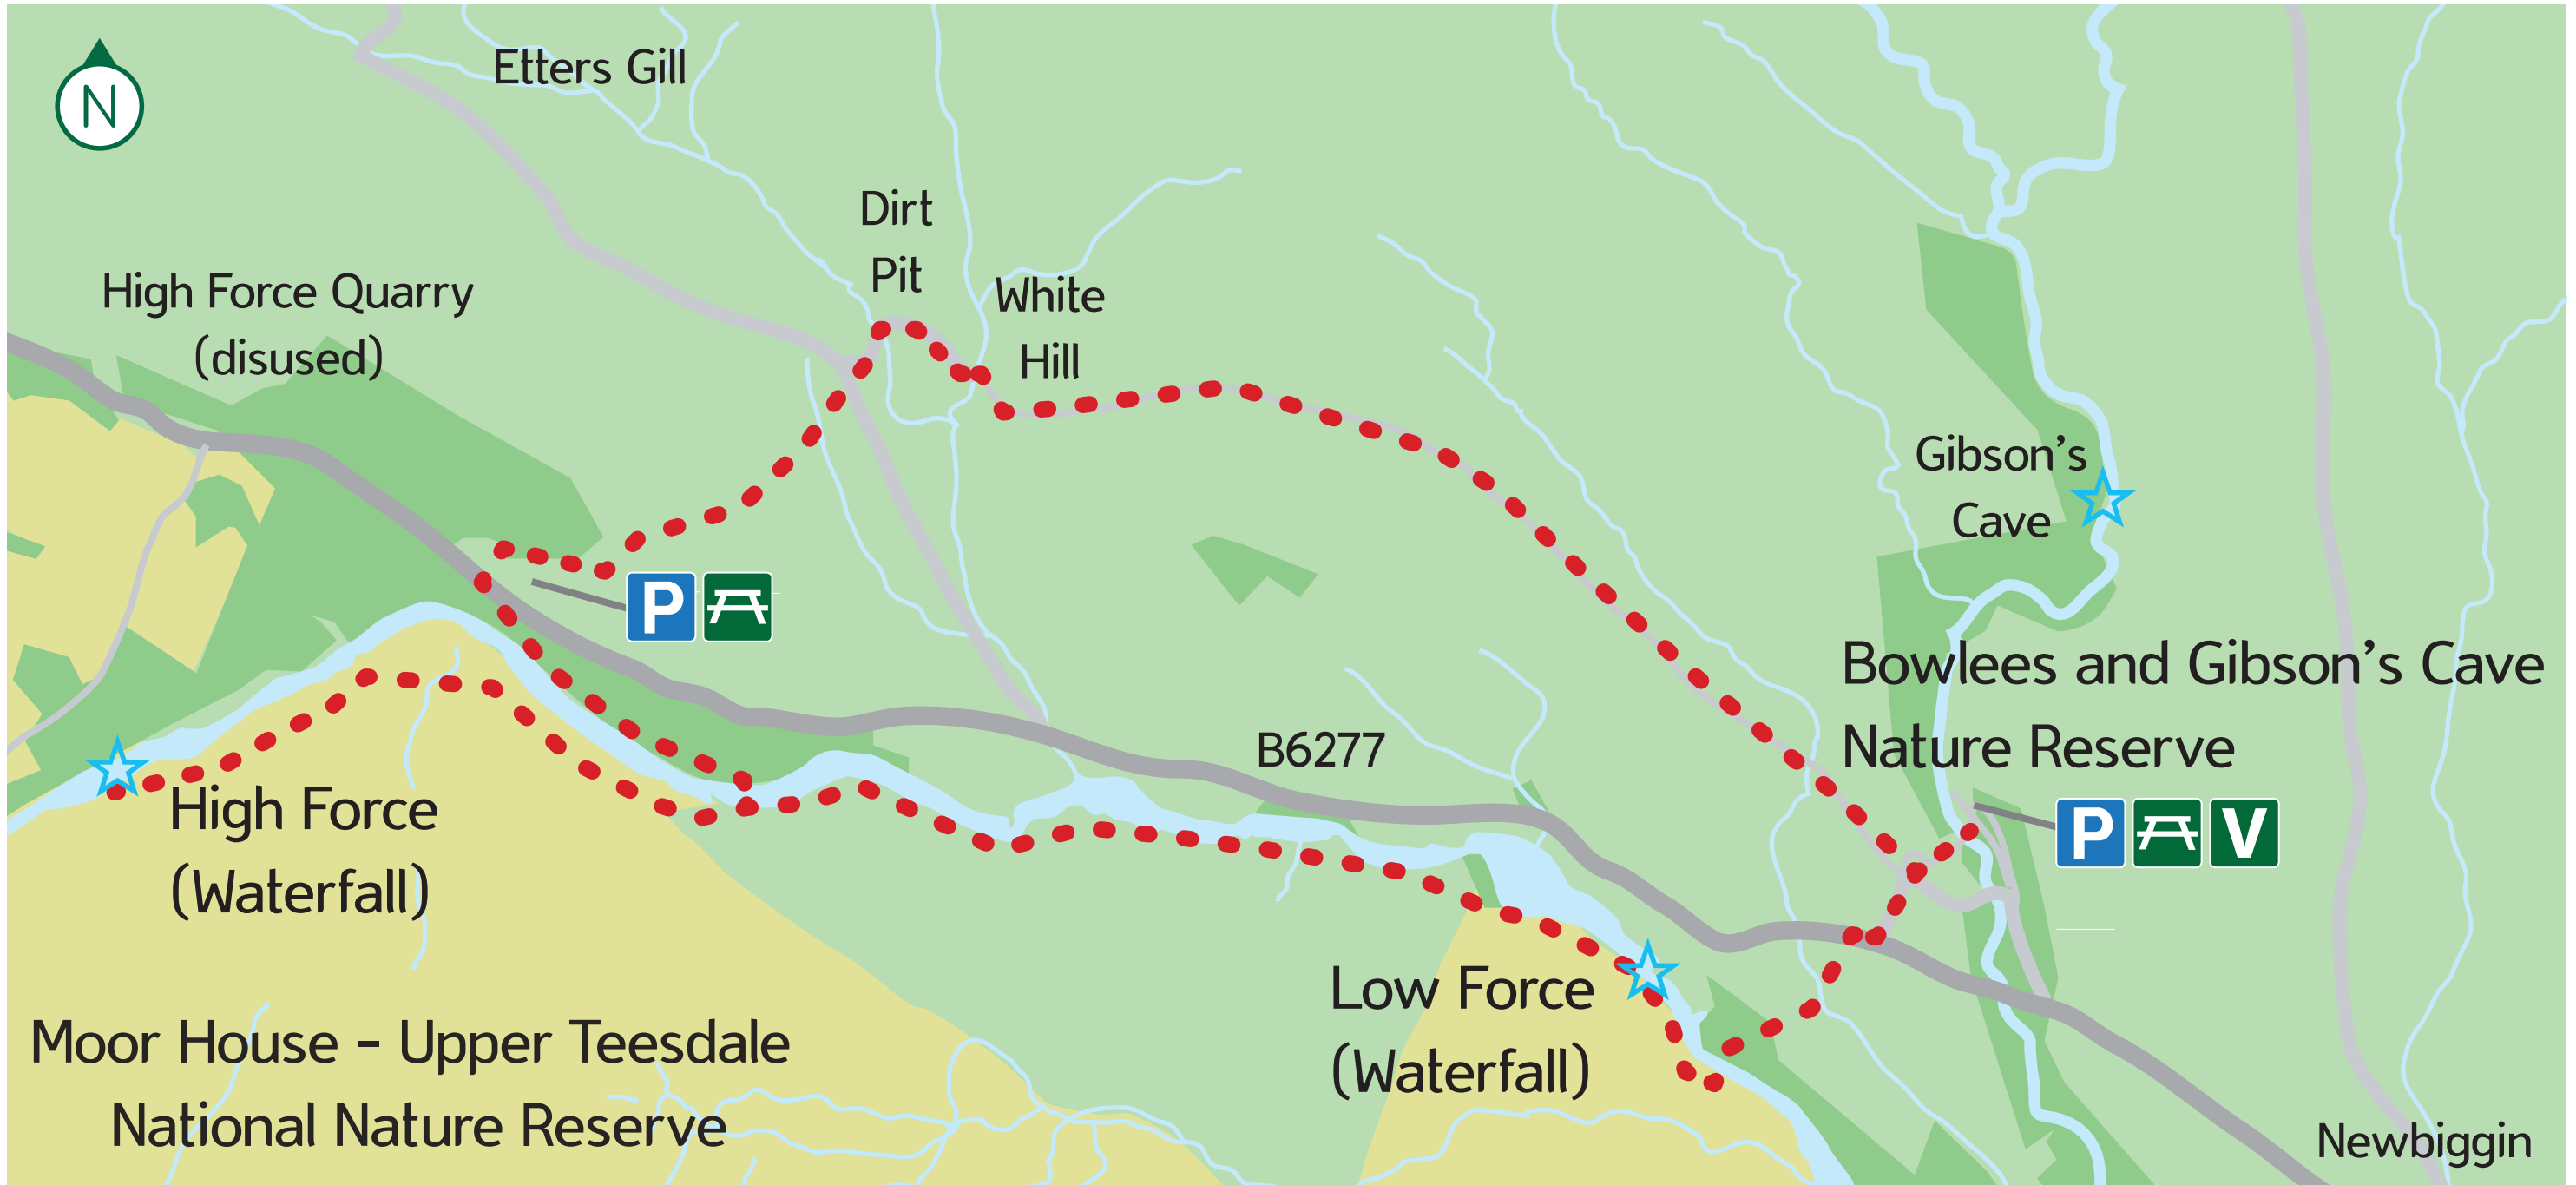 N
Etters Gill
Dirt
Pit
White
Hill
High Force Quarry
(disused)
Gibson's
Cave
P
Bowlees and Gibson's Cave
Nature Reserve
B6277
P V
High Force
(Waterfall)
Low Force
(Waterfall)
Moor House - Upper Teesdale
National Nature Reserve
Newbiggin